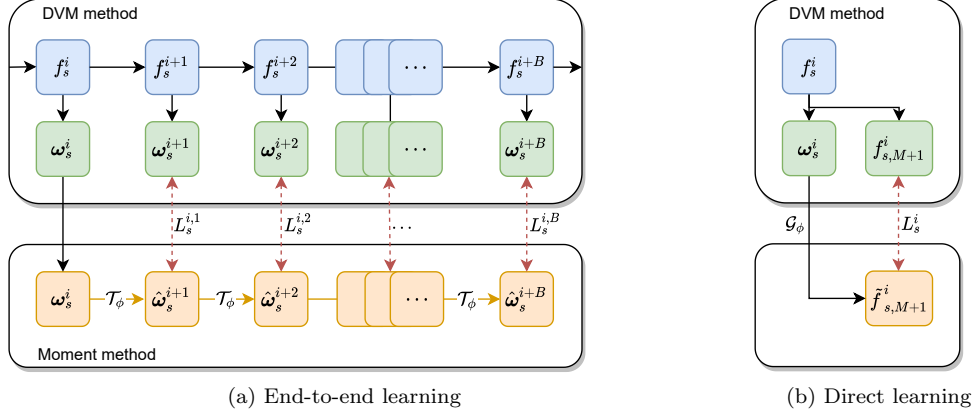 DVM method
f_s^i f_s^{i+1} f_s^{i+2} ⋯ f_s^{i+B}
ω_s^i ω_s^{i+1} ω_s^{i+2} ⋯ ω_s^{i+B}
L_s^{i,1} L_s^{i,2} ⋯ L_s^{i,B}
ω_s^i 𝒯_ϕ ω̂_s^{i+1} 𝒯_ϕ ω̂_s^{i+2} ⋯ 𝒯_ϕ ω̂_s^{i+B}
Moment method
(a) End-to-end learning
DVM method
f_s^i
ω_s^i f_{s,M+1}^i
𝒢_ϕ L_s^i
f̃_{s,M+1}^i
(b) Direct learning